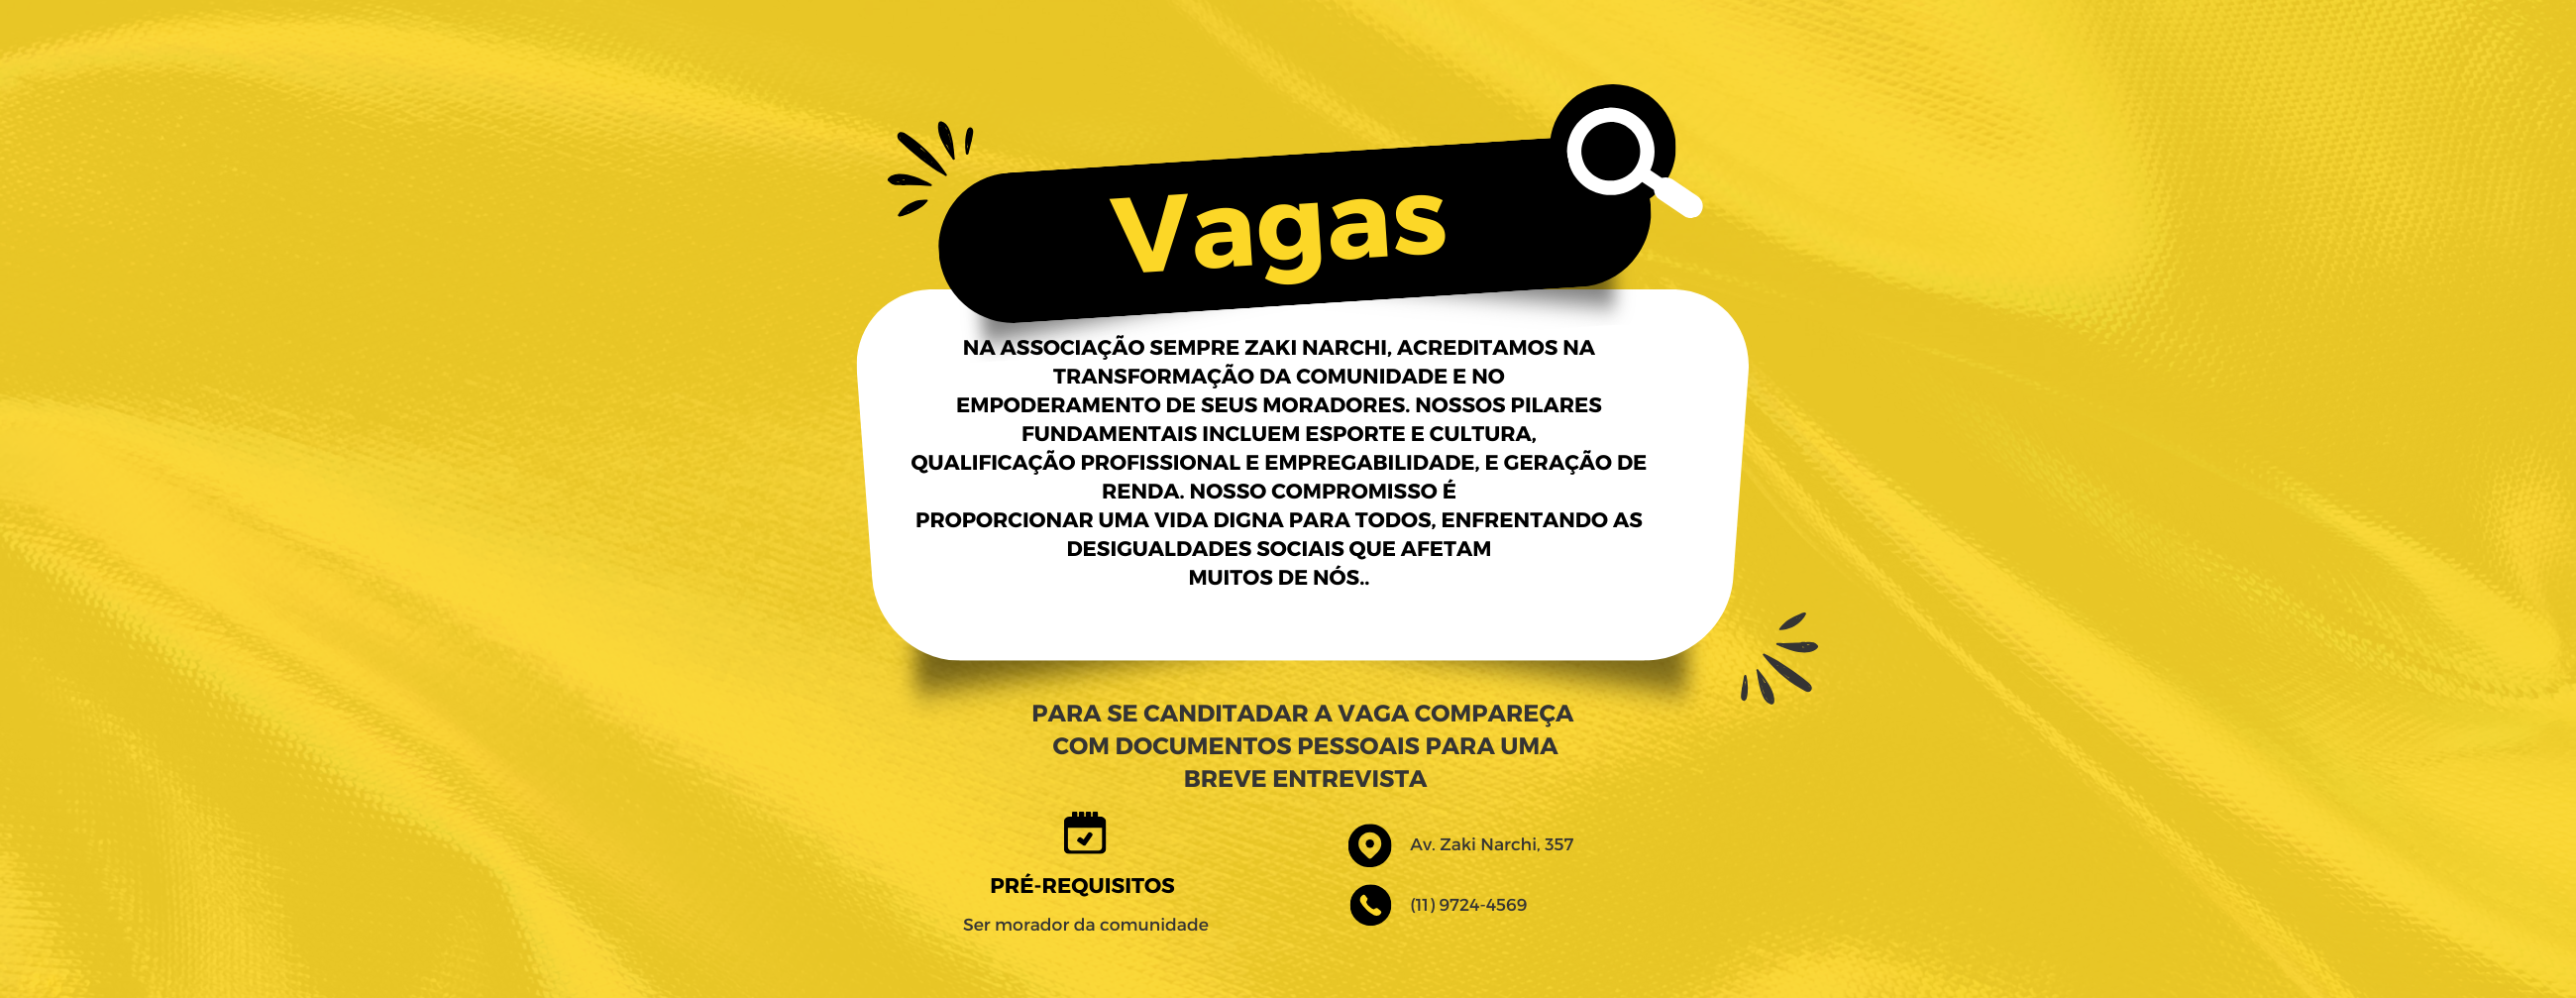 Vagas
NA ASSOCIAÇÃO SEMPRE ZAKI NARCHI, ACREDITAMOS NA
TRANSFORMAÇÃO DA COMUNIDADE E NO
EMPODERAMENTO DE SEUS MORADORES. NOSSOS PILARES
FUNDAMENTAIS INCLUEM ESPORTE E CULTURA,
QUALIFICAÇÃO PROFISSIONAL E EMPREGABILIDADE, E GERAÇÃO DE
RENDA. NOSSO COMPROMISSO É
PROPORCIONAR UMA VIDA DIGNA PARA TODOS, ENFRENTANDO AS
DESIGUALDADES SOCIAIS QUE AFETAM
MUITOS DE NÓS..
PARA SE CANDITADAR A VAGA COMPAREÇA
COM DOCUMENTOS PESSOAIS PARA UMA
BREVE ENTREVISTA
PRÉ-REQUISITOS
Ser morador da comunidade
Av. Zaki Narchi, 357
(11) 9724-4569